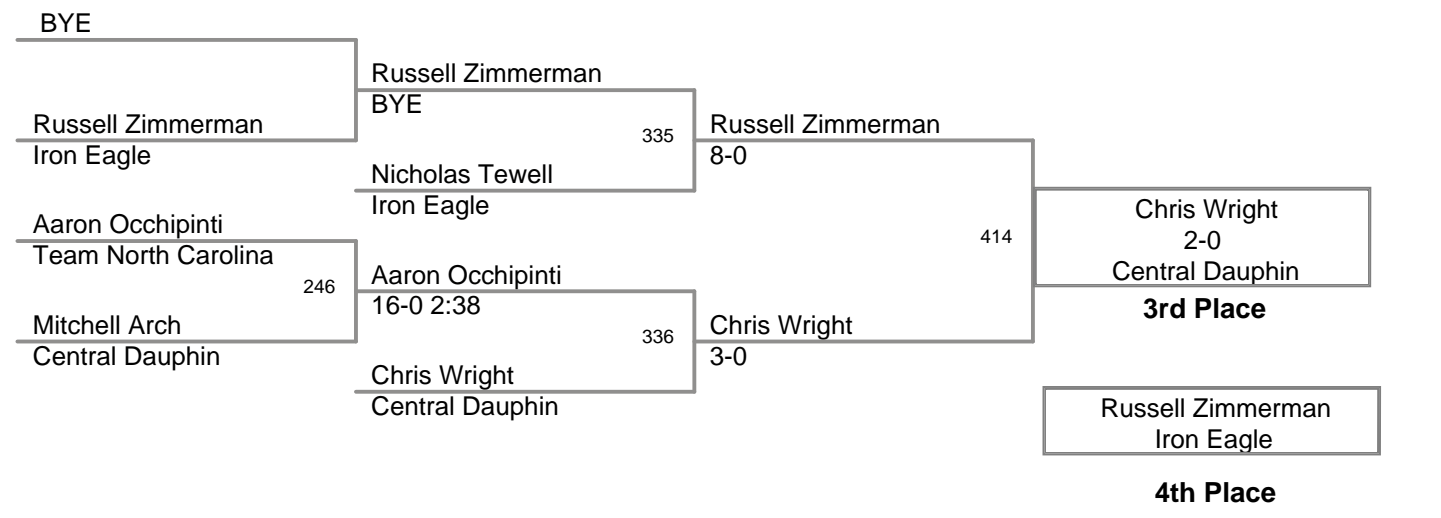 BYE
Russell Zimmerman
BYE
Russell Zimmerman
Iron Eagle
335
Russell Zimmerman
8-0
Nicholas Tewell
Iron Eagle
Aaron Occhipinti
Team North Carolina
246
Aaron Occhipinti
16-0 2:38
Mitchell Arch
Central Dauphin
336
Chris Wright
3-0
Chris Wright
Central Dauphin
414
Chris Wright
2-0
Central Dauphin
3rd Place
Russell Zimmerman
Iron Eagle
4th Place